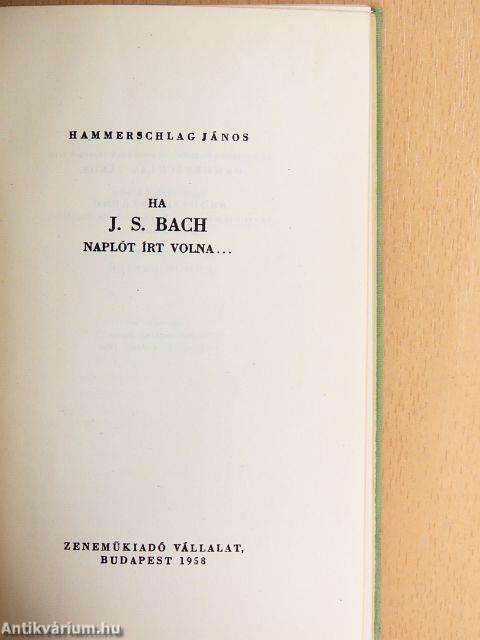 HAMMERSCHLAG JÁNOS
HA
J. S. BACH
NAPLÓT ÍRT VOLNA...
ZENEMŰKIADÓ VÁLLALAT,
BUDAPEST 1958
Antikvárium.hu